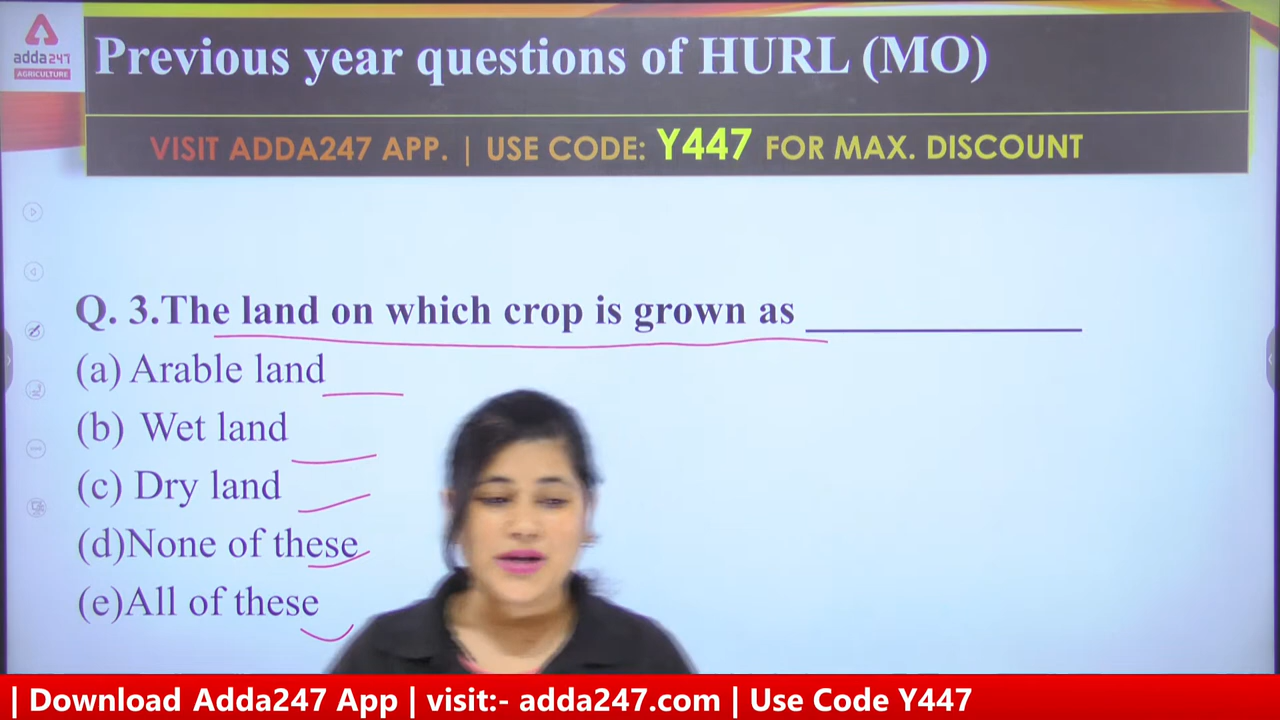 adda247
AGRICULTURE
Previous year questions of HURL (MO)
VISIT ADDA247 APP. | USE CODE: Y447 FOR MAX. DISCOUNT
Q. 3.The land on which crop is grown as ____________
(a) Arable land
(b) Wet land
(c) Dry land
(d)None of these
(e)All of these
| Download Adda247 App | visit:- adda247.com | Use Code Y447